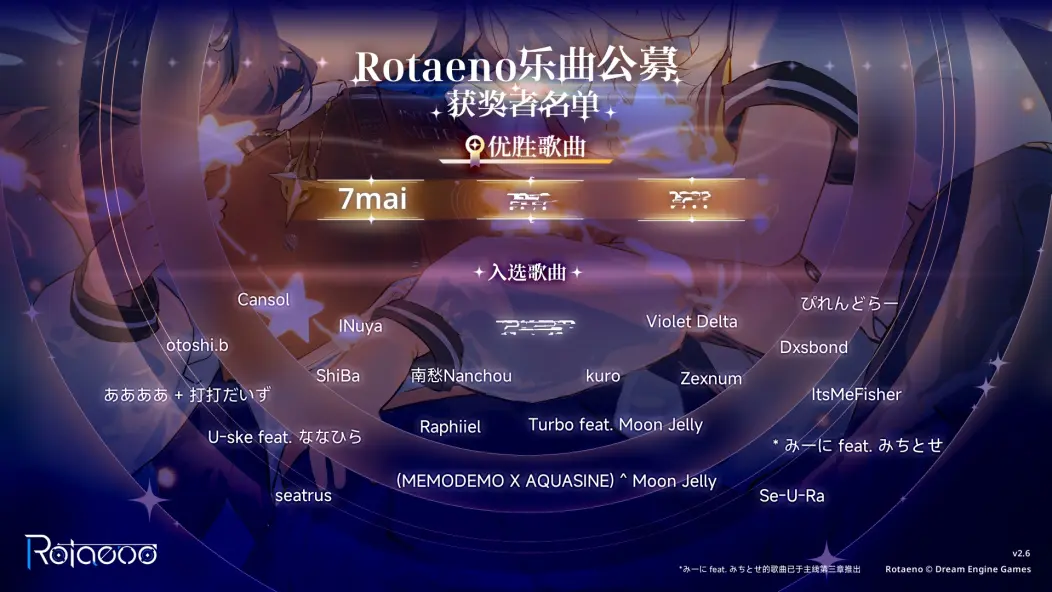 Rotaeno乐曲公募
获奖者名单
优胜歌曲
7mai
入选歌曲
Cansol
ぴれんどらー
INuya
Violet Delta
otoshi.b
Dxsbond
ShiBa
南愁Nanchou
kuro
Zexnum
ああああ + 打打だいず
ItsMeFisher
Raphiiel
Turbo feat. Moon Jelly
U-ske feat. ななひら
* みーに feat. みちとせ
(MEMODEMO X AQUASINE) ^ Moon Jelly
seatrus
Se-U-Ra
Rotaeno
v2.6
*みーに feat. みちとせ的歌曲已于主线第三章推出
Rotaeno © Dream Engine Games